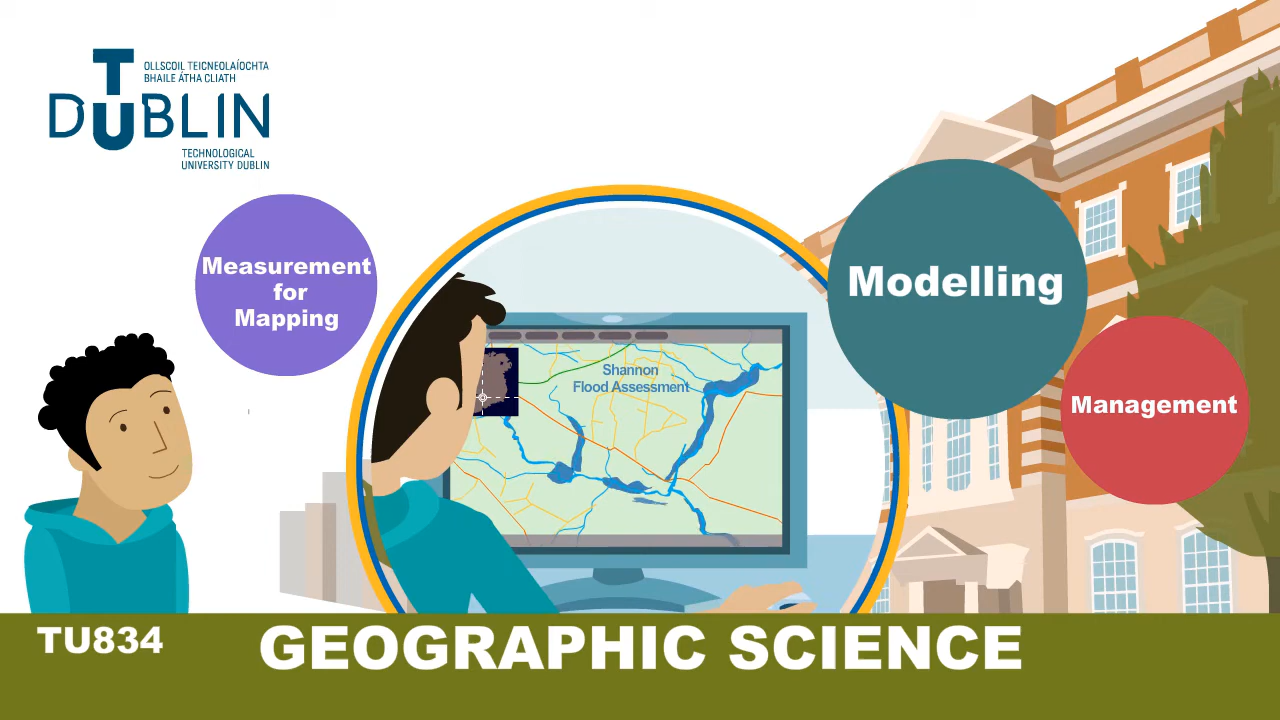 OLLSCOIL TEICNEOLAÍOCHTA
BHAILE ÁTHA CLIATH
TU DUBLIN
TECHNOLOGICAL
UNIVERSITY DUBLIN
Measurement
for
Mapping
Modelling
Management
Shannon
Flood Assessment
TU834
GEOGRAPHIC SCIENCE